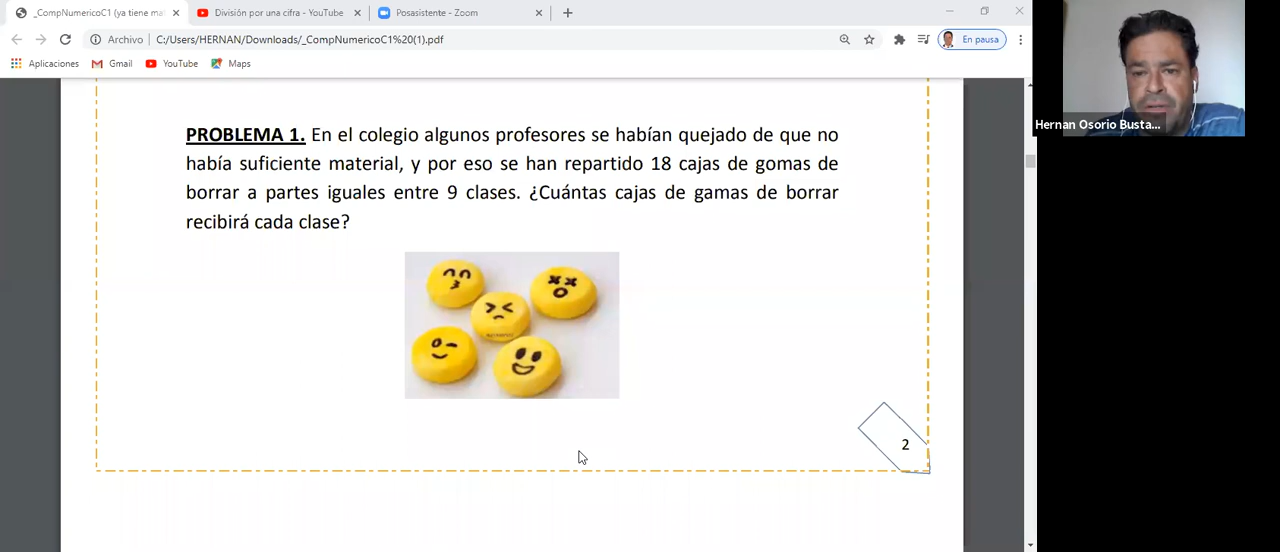 _CompNumericoC1 (ya tiene ma
División por una cifra - YouTube
Posasistente - Zoom
Archivo
C:/Users/HERNAN/Downloads/_CompNumericoC1%20(1).pdf
En pausa
Aplicaciones
Gmail
YouTube
Maps
PROBLEMA 1. En el colegio algunos profesores se habían quejado de que no
había suficiente material, y por eso se han repartido 18 cajas de gomas de
borrar a partes iguales entre 9 clases. ¿Cuántas cajas de gamas de borrar
recibirá cada clase?
2
Hernan Osorio Busta...